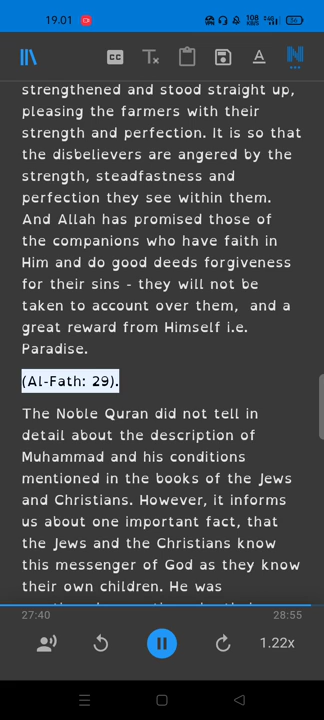 19.01
108
KB/S
56
CC
T
A
N
strengthened and stood straight up,
pleasing the farmers with their
strength and perfection. It is so that
the disbelievers are angered by the
strength, steadfastness and
perfection they see within them.
And Allah has promised those of
the companions who have faith in
Him and do good deeds forgiveness
for their sins - they will not be
taken to account over them,  and a
great reward from Himself i.e.
Paradise.
(Al-Fath: 29).
The Noble Quran did not tell in
detail about the description of
Muhammad and his conditions
mentioned in the books of the Jews
and Christians. However, it informs
us about one important fact, that
the Jews and the Christians know
this messenger of God as they know
their own children. He was
27:40
28:55
1.22x